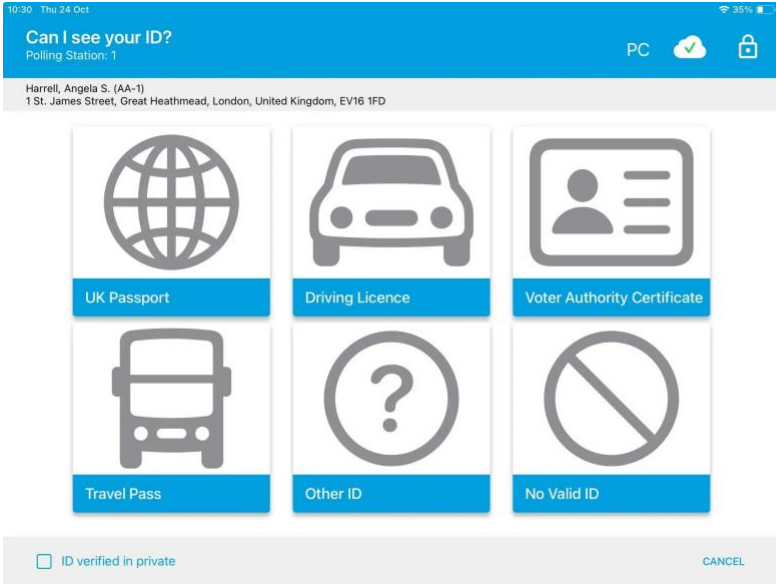 10:30 Thu 24 Oct 35%
Can I see your ID?
Polling Station: 1
PC
Harrell, Angela S. (AA-1)
1 St. James Street, Great Heathmead, London, United Kingdom, EV16 1FD
UK Passport
Driving Licence
Voter Authority Certificate
?
Travel Pass
Other ID
No Valid ID
ID verified in private
CANCEL